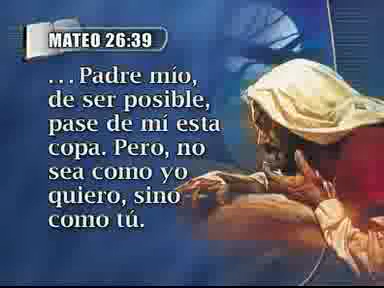 MATEO 26:39
. . . Padre mío,
de ser posible,
pase de mí esta
copa. Pero, no
sea como yo
quiero, sino
como tú.